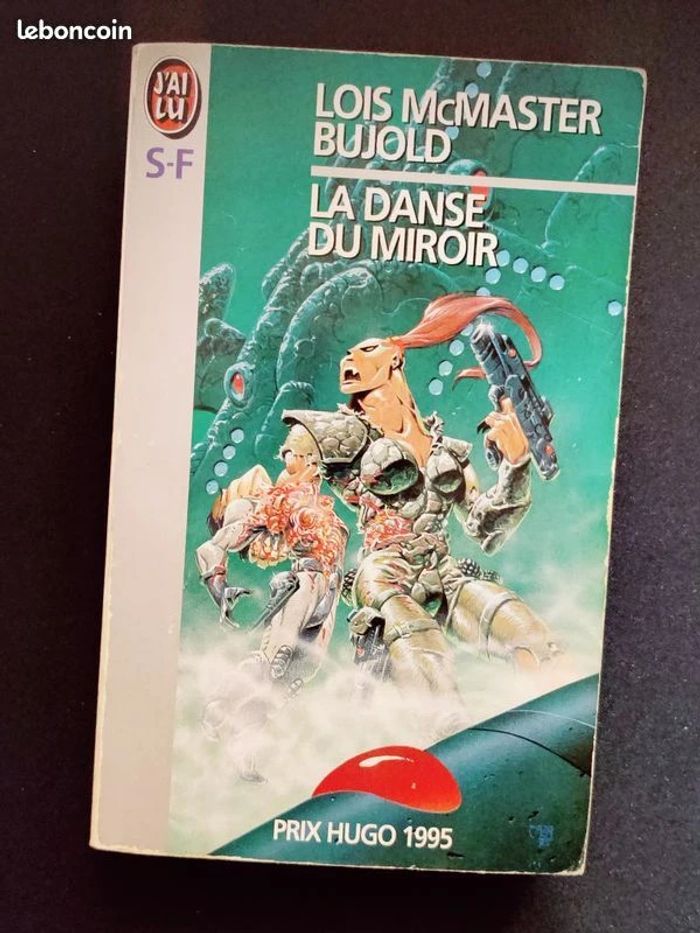 leboncoin
J'AI
LU
S-F
LOIS McMASTER
BUJOLD
LA DANSE
DU MIROIR
PRIX HUGO 1995